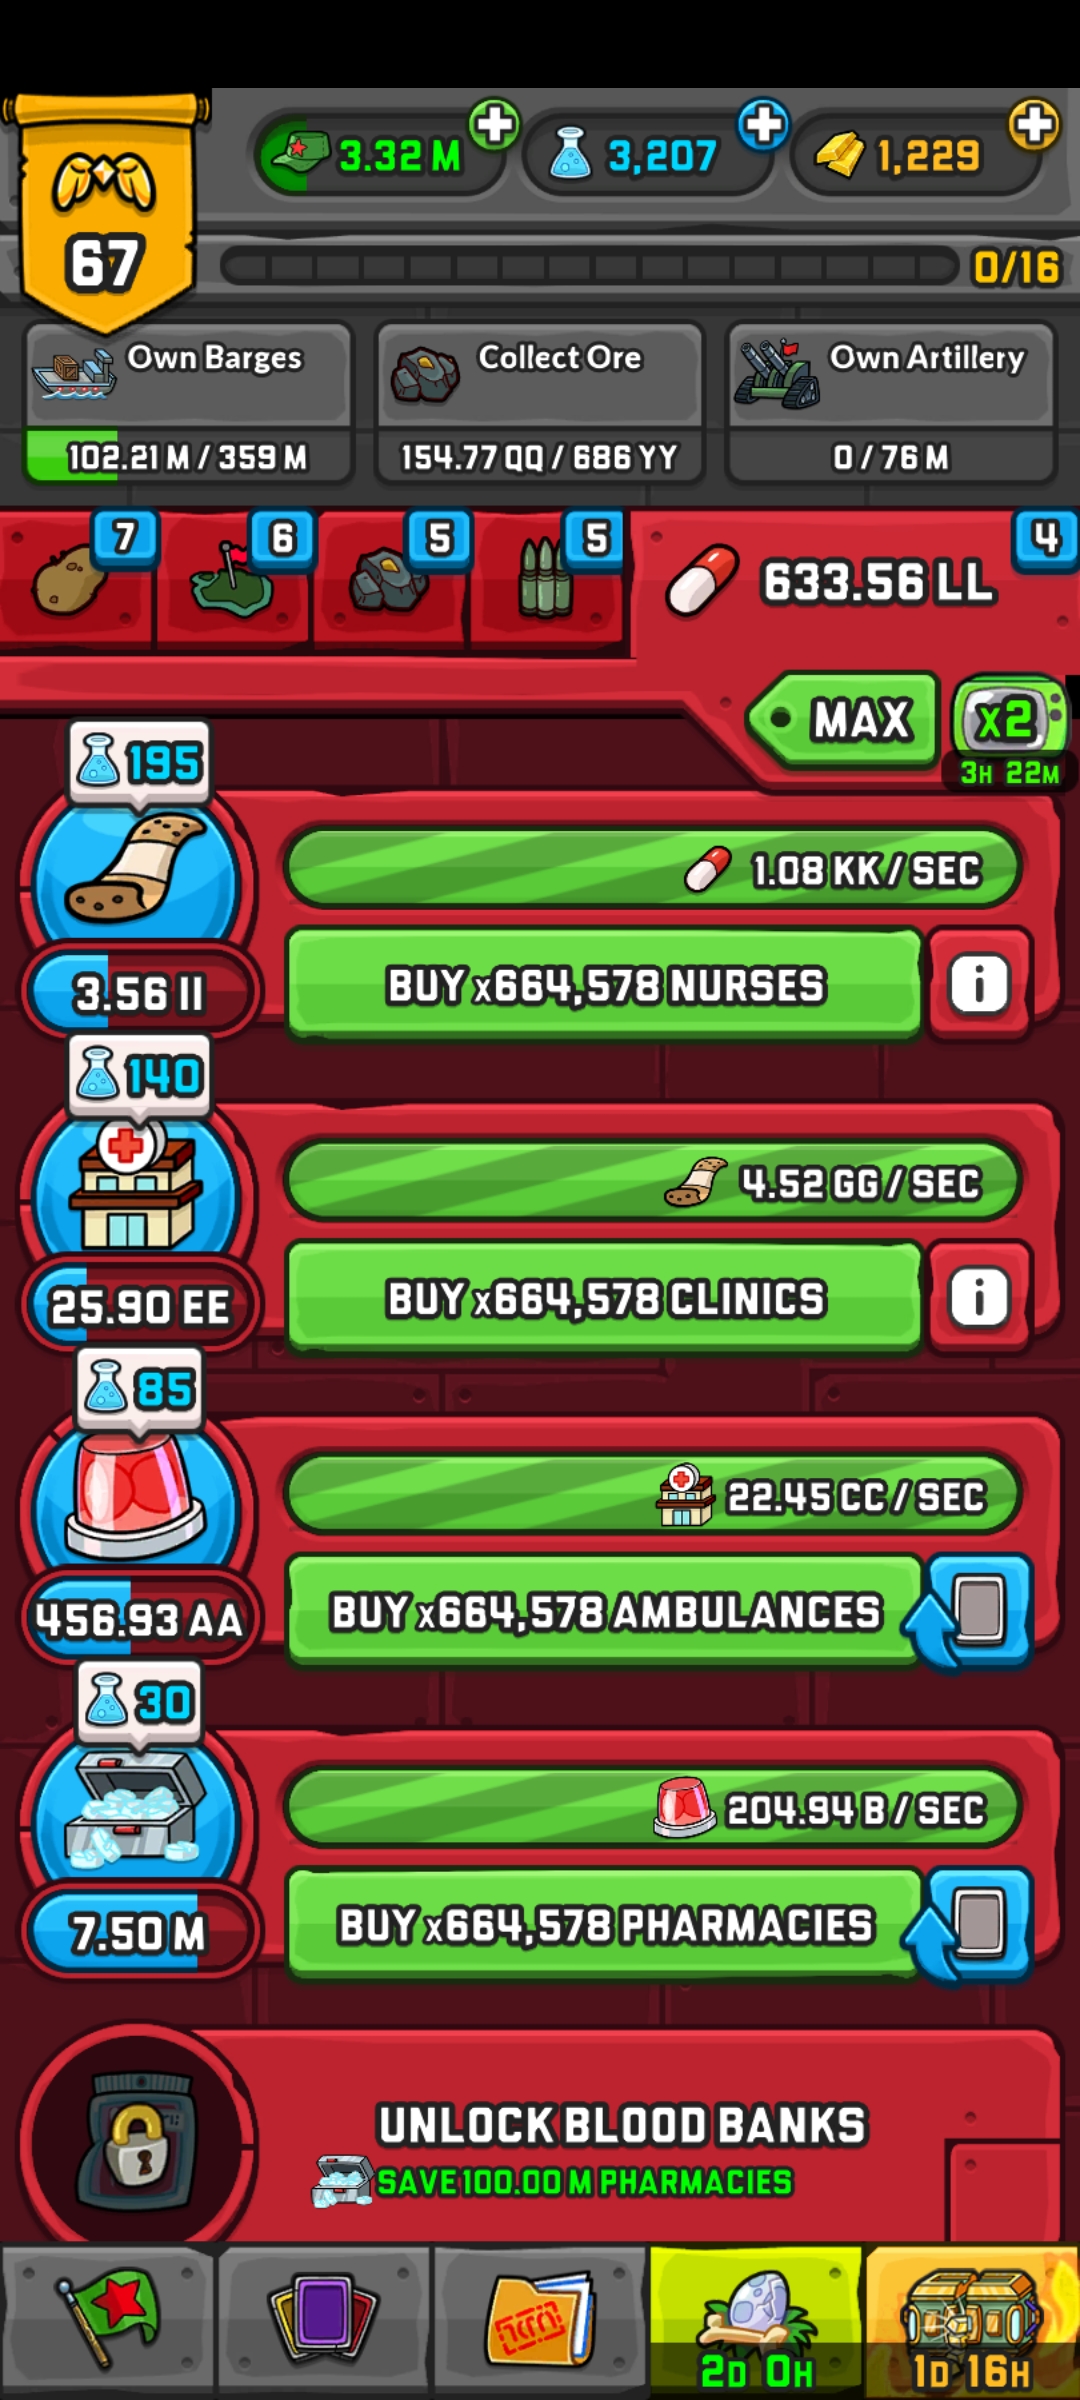 67
3.32 M
3,207
1,229
0/16
Own Barges
102.21 M / 359 M
Collect Ore
154.77 QQ / 686 YY
Own Artillery
0 / 76 M
7
6
5
5
4
633.56 LL
MAX
x2
3H 22M
195
1.08 KK / SEC
3.56 II
BUY x664,578 NURSES
i
140
4.52 GG / SEC
25.90 EE
BUY x664,578 CLINICS
i
85
22.45 CC / SEC
456.93 AA
BUY x664,578 AMBULANCES
30
204.94 B / SEC
7.50 M
BUY x664,578 PHARMACIES
UNLOCK BLOOD BANKS
SAVE 100.00 M PHARMACIES
2D 0H
1D 16H